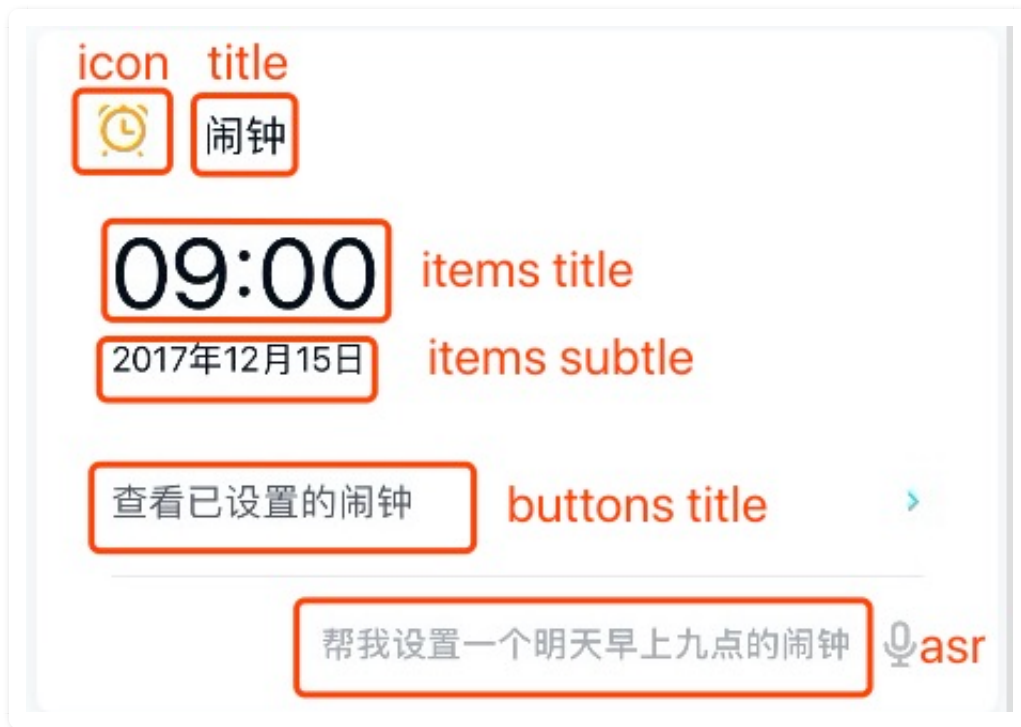 icon title
闹钟
09:00 items title
2017年12月15日 items subtle
查看已设置的闹钟 buttons title
帮我设置一个明天早上九点的闹钟 asr